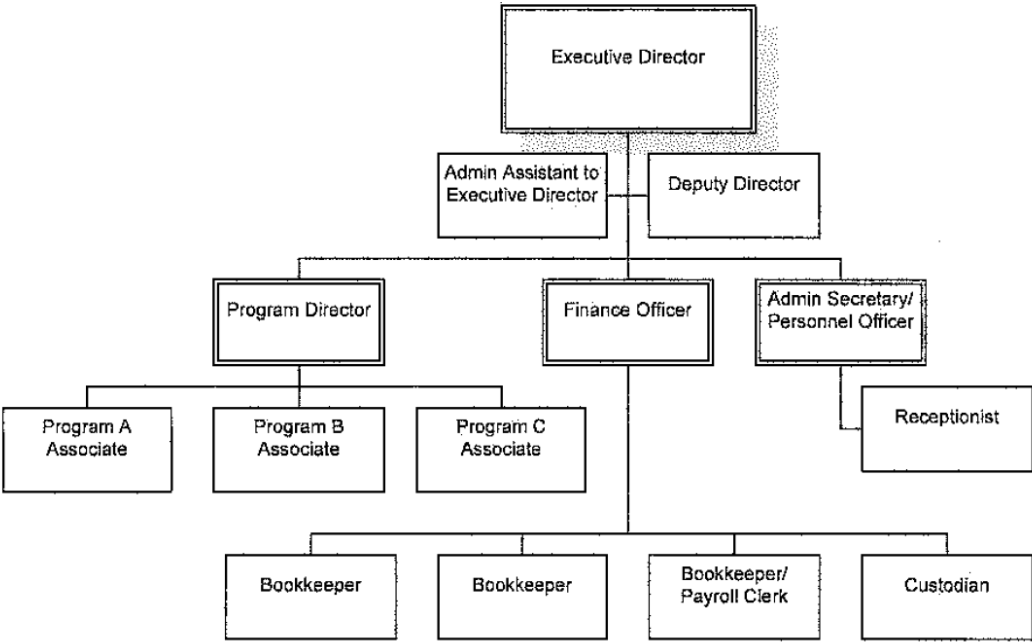 Executive Director
Admin Assistant to
Executive Director
Deputy Director
Program Director
Finance Officer
Admin Secretary/
Personnel Officer
Program A
Associate
Program B
Associate
Program C
Associate
Receptionist
Bookkeeper
Bookkeeper
Bookkeeper/
Payroll Clerk
Custodian